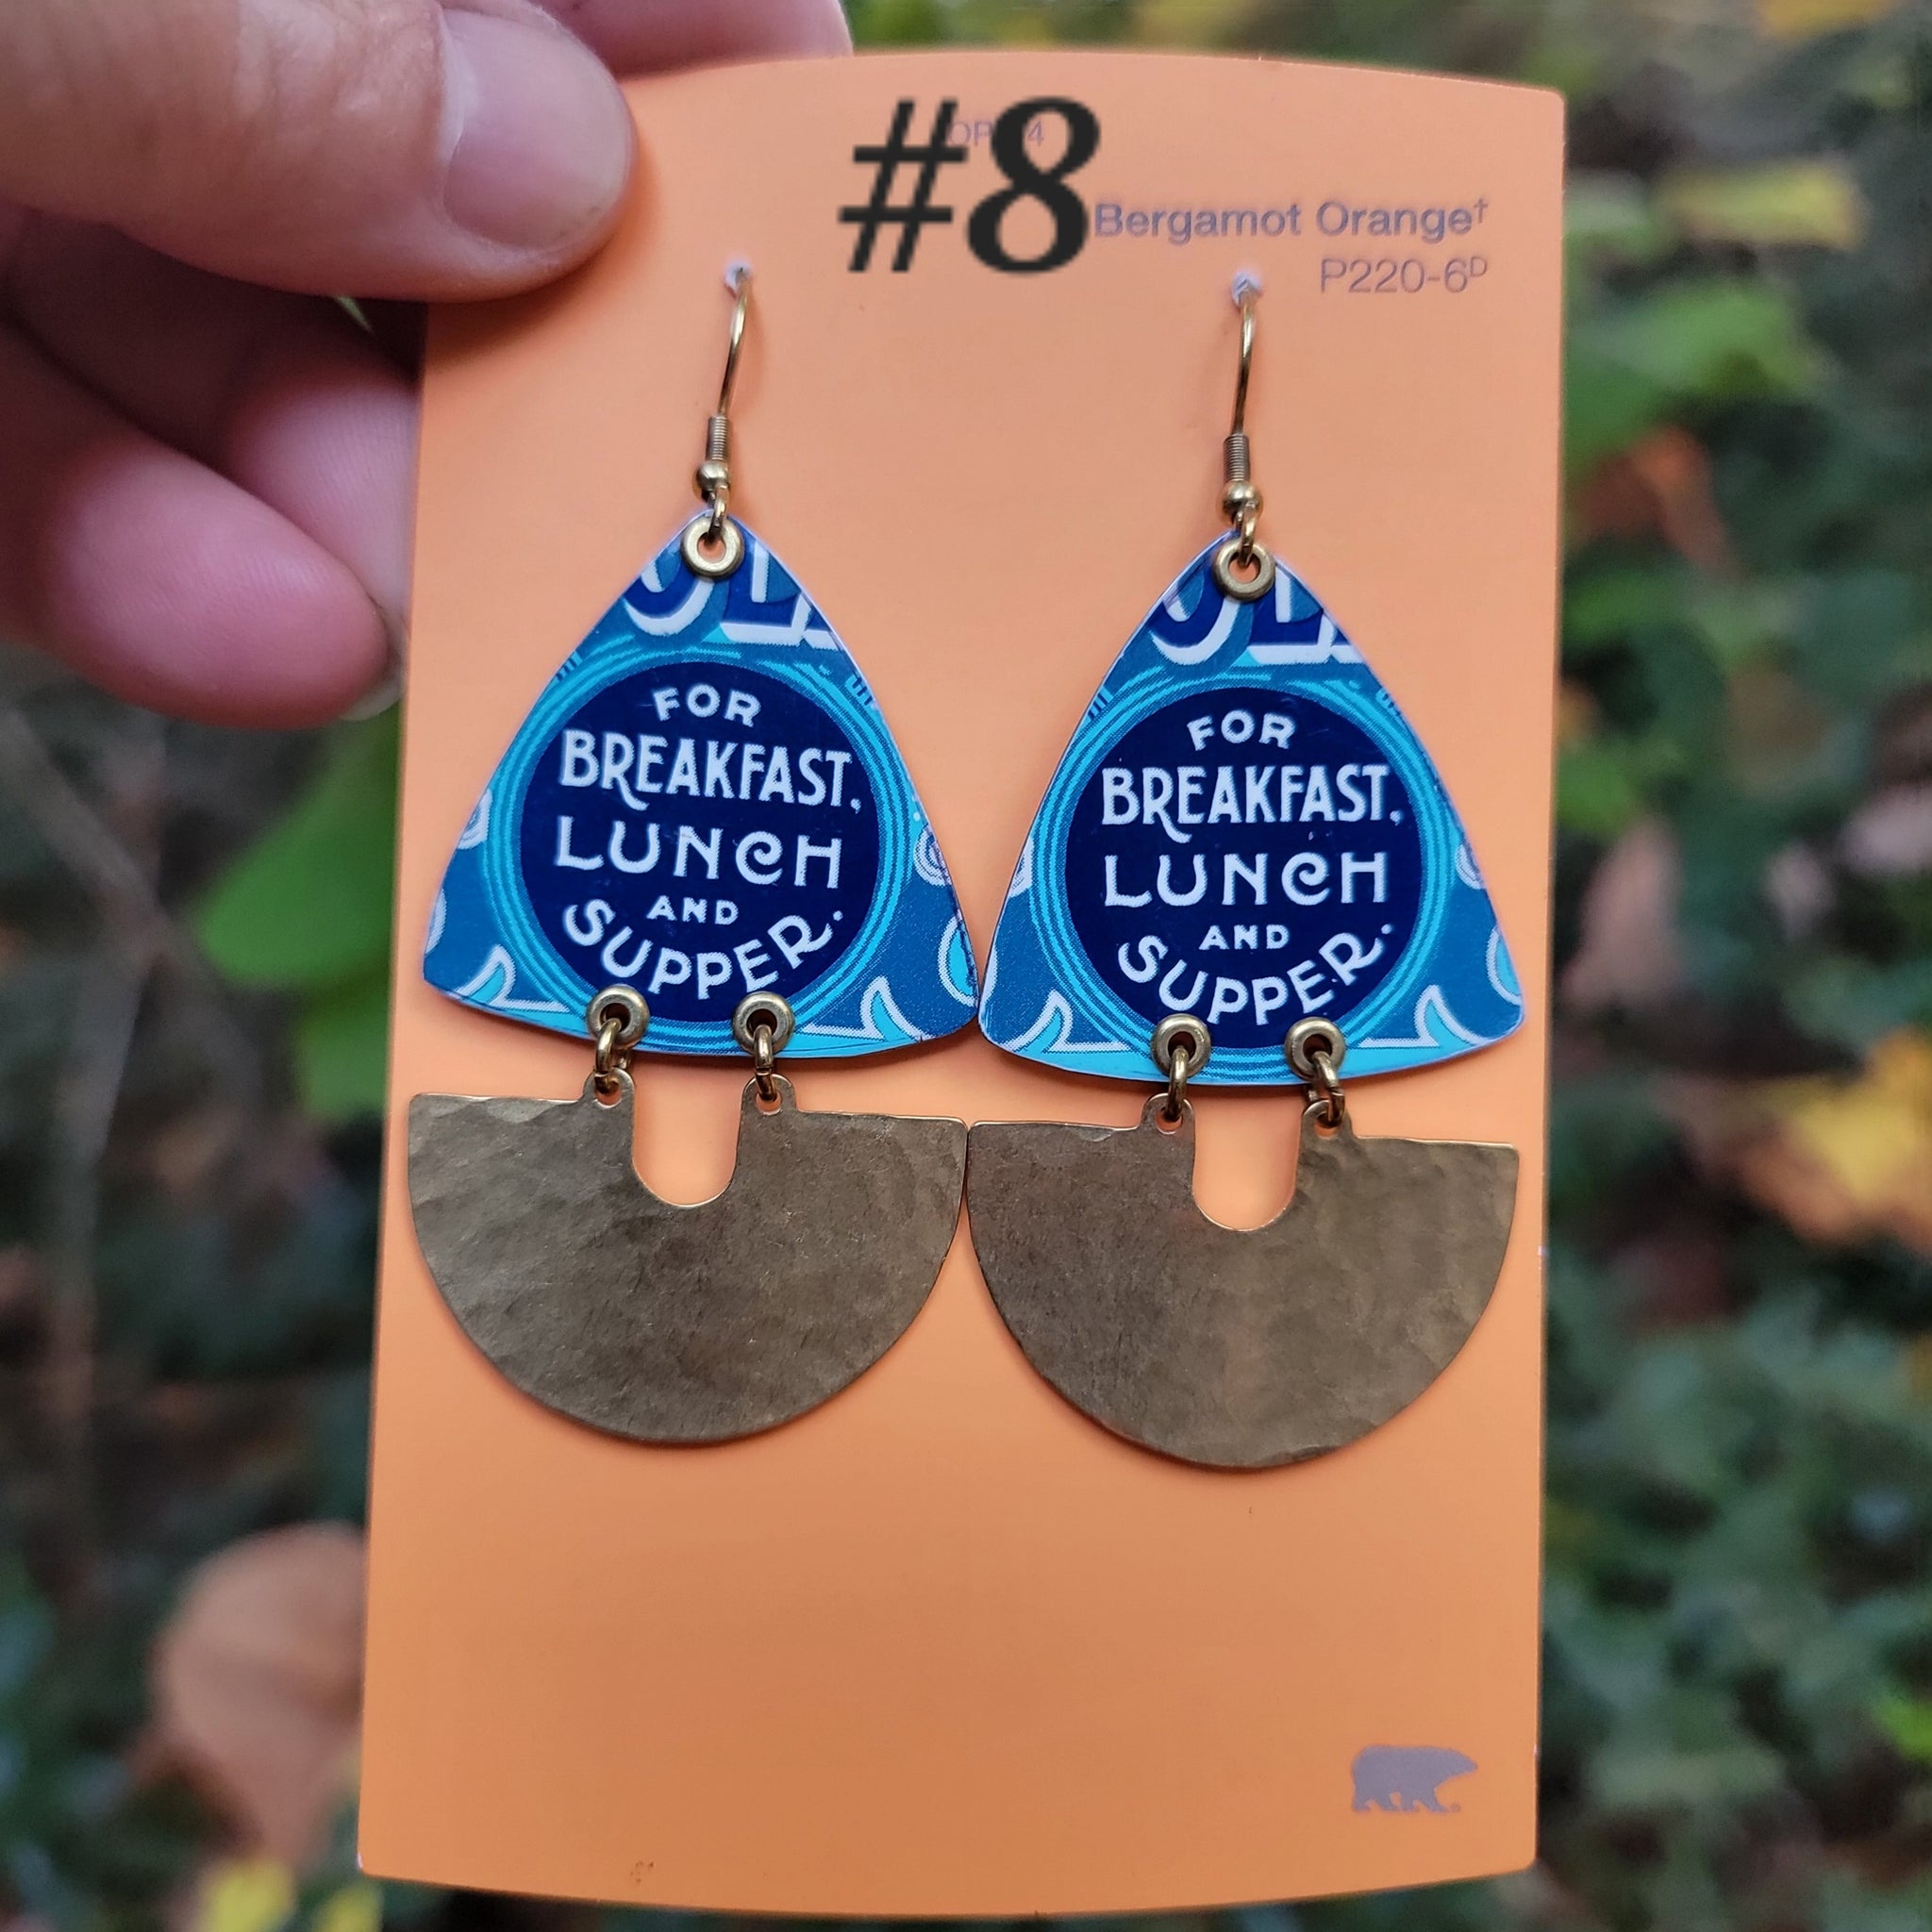 #8
Bergamot Orange†
P220-6D
FOR
BREAKFAST,
LUNCH
AND
SUPPER.
FOR
BREAKFAST,
LUNCH
AND
SUPPER.